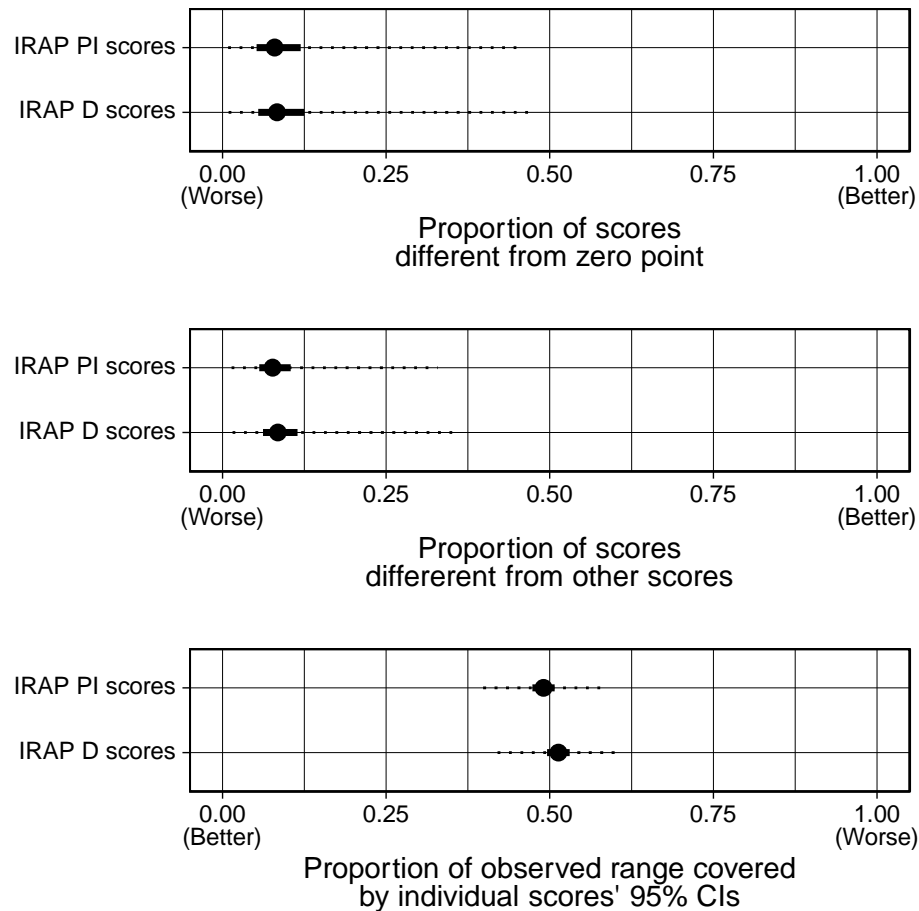 IRAP PI scores
IRAP D scores
0.00 0.25 0.50 0.75 1.00
(Worse) (Better)
Proportion of scores
different from zero point
IRAP PI scores
IRAP D scores
0.00 0.25 0.50 0.75 1.00
(Worse) (Better)
Proportion of scores
differerent from other scores
IRAP PI scores
IRAP D scores
0.00 0.25 0.50 0.75 1.00
(Better) (Worse)
Proportion of observed range covered
by individual scores' 95% CIs